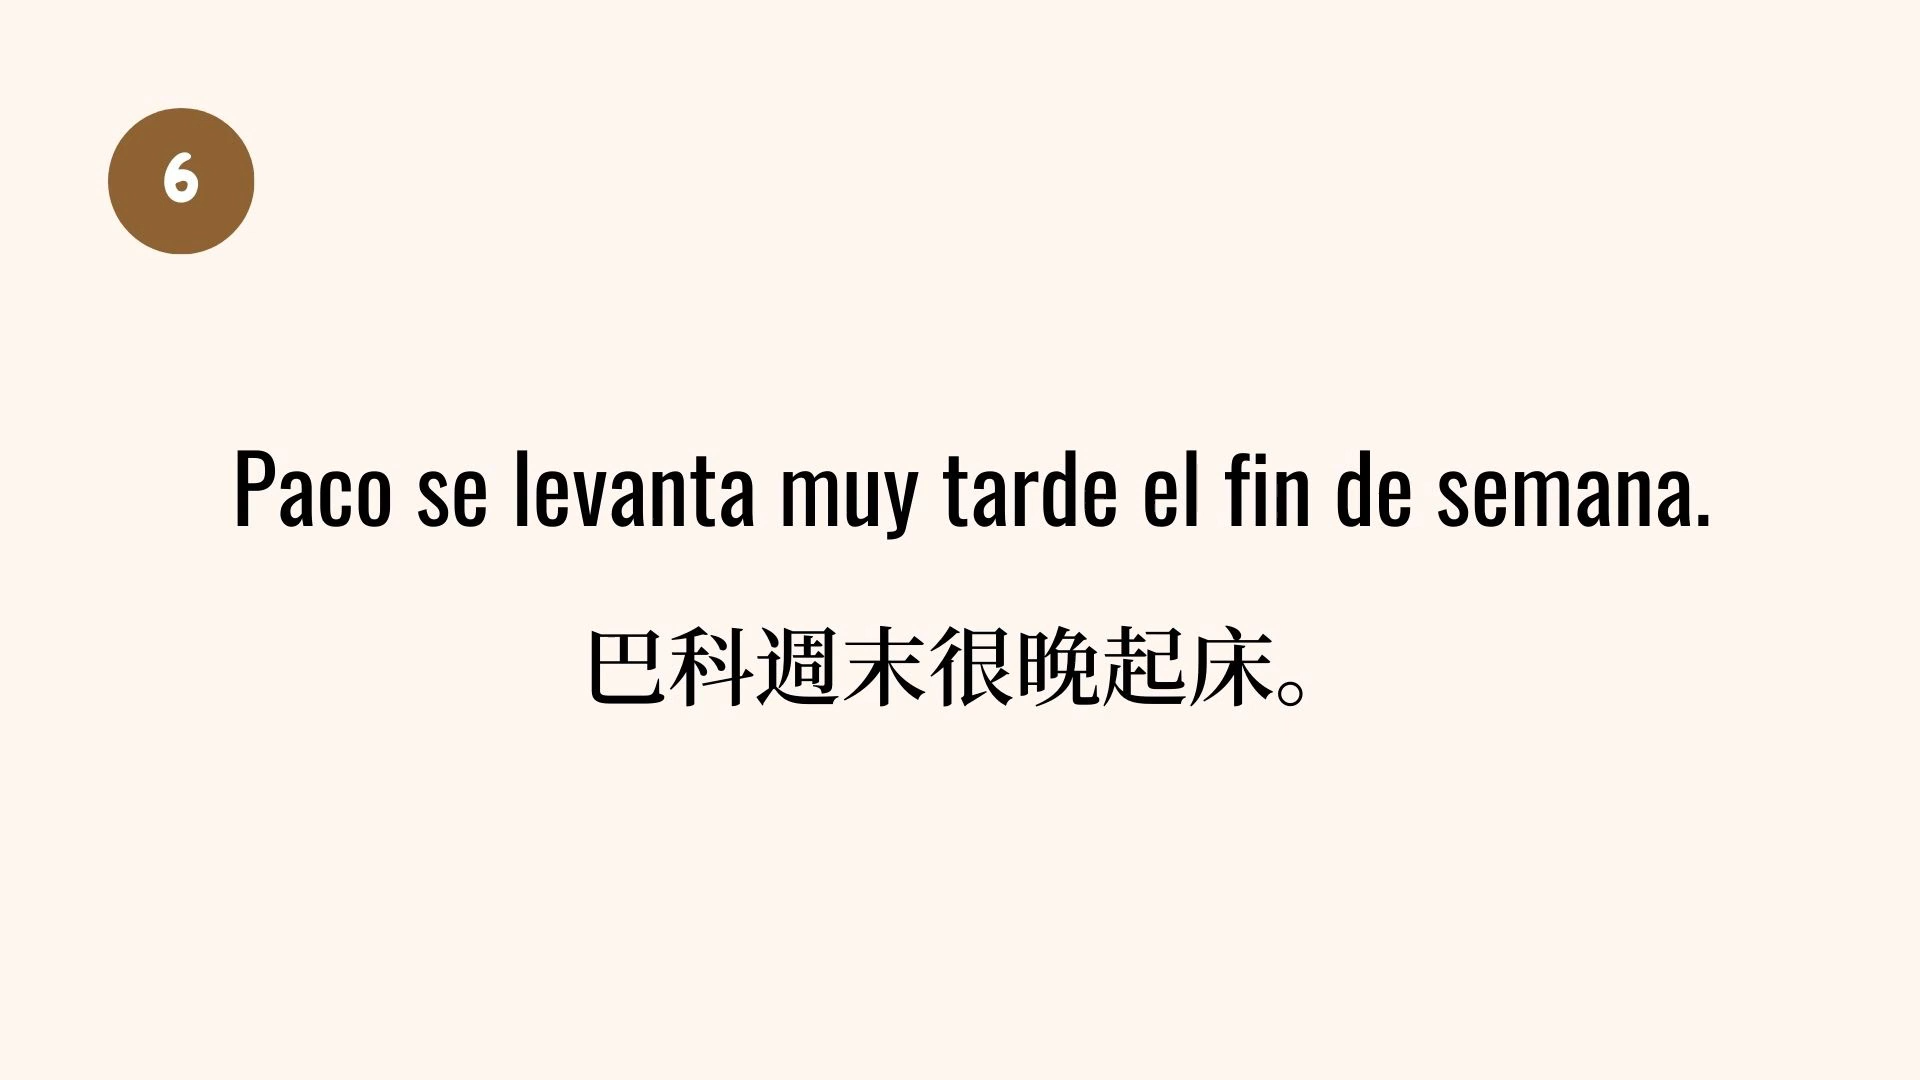 6
Paco se levanta muy tarde el fin de semana.
巴科週末很晚起床。